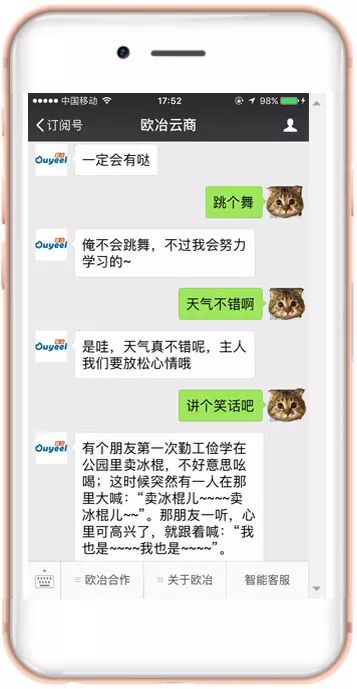 中国移动 17:52 98%
订阅号 欧冶云商
欧冶
Ouyeel
一定会有哒
跳个舞
欧冶
Ouyeel
俺不会跳舞，不过我会努力
学习的~
天气不错啊
欧冶
Ouyeel
是哇，天气真不错呢，主人
我们要放松心情哦
讲个笑话吧
欧冶
Ouyeel
有个朋友第一次勤工俭学在
公园里卖冰棍，不好意思吆
喝；这时候突然有一人在那
里大喊：“卖冰棍儿~~~~卖
冰棍儿~~”。那朋友一听，心
里可高兴了，就跟着喊：“我
也是~~~~我也是~~~~”。
欧冶合作 关于欧冶 智能客服